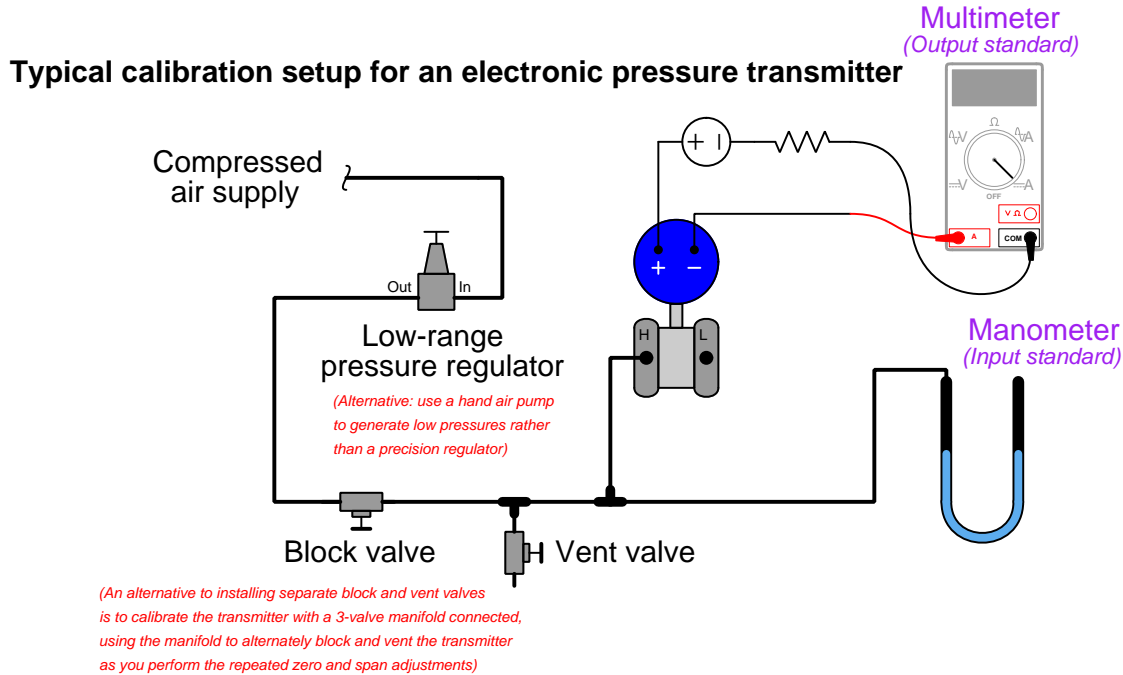 Multimeter
(Output standard)
Typical calibration setup for an electronic pressure transmitter
Compressed
air supply
+ I
Ω
V
A
V
A
OFF
V Ω
A
COM
+ −
Out
In
H
L
Low-range
pressure regulator
(Alternative: use a hand air pump
to generate low pressures rather
than a precision regulator)
Manometer
(Input standard)
Block valve
Vent valve
(An alternative to installing separate block and vent valves
is to calibrate the transmitter with a 3-valve manifold connected,
using the manifold to alternately block and vent the transmitter
as you perform the repeated zero and span adjustments)